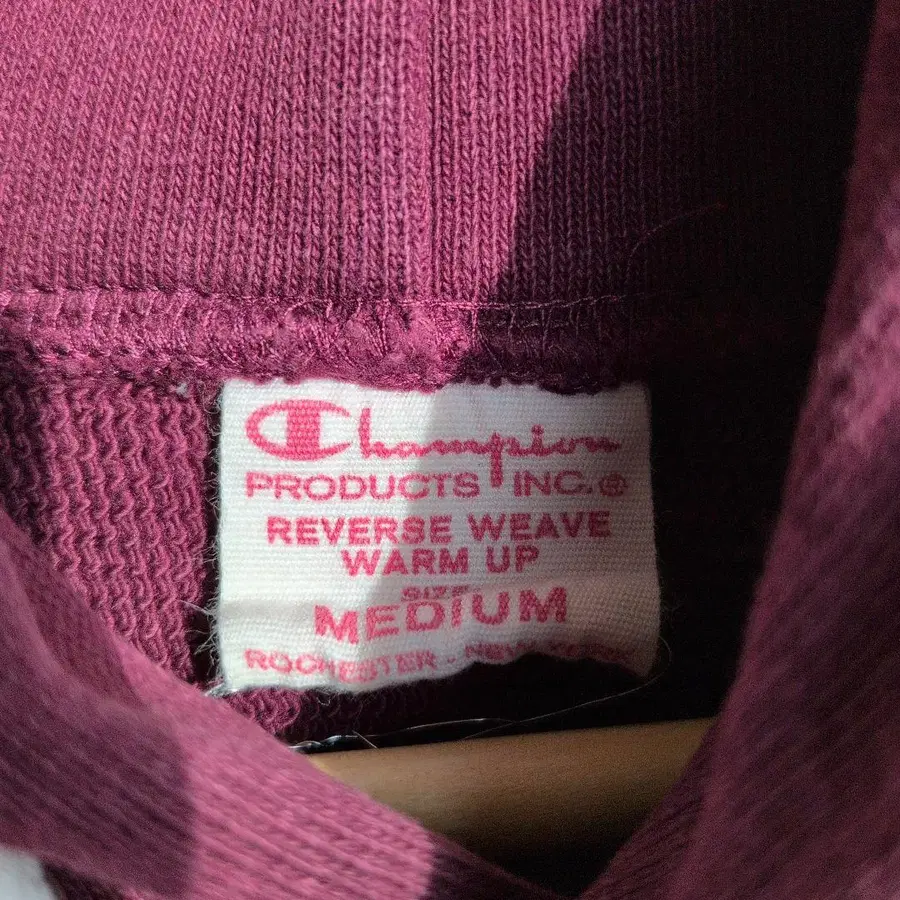 Champion
PRODUCTS INC.®
REVERSE WEAVE
WARM UP
SIZE
MEDIUM
ROCHESTER - NEW YORK